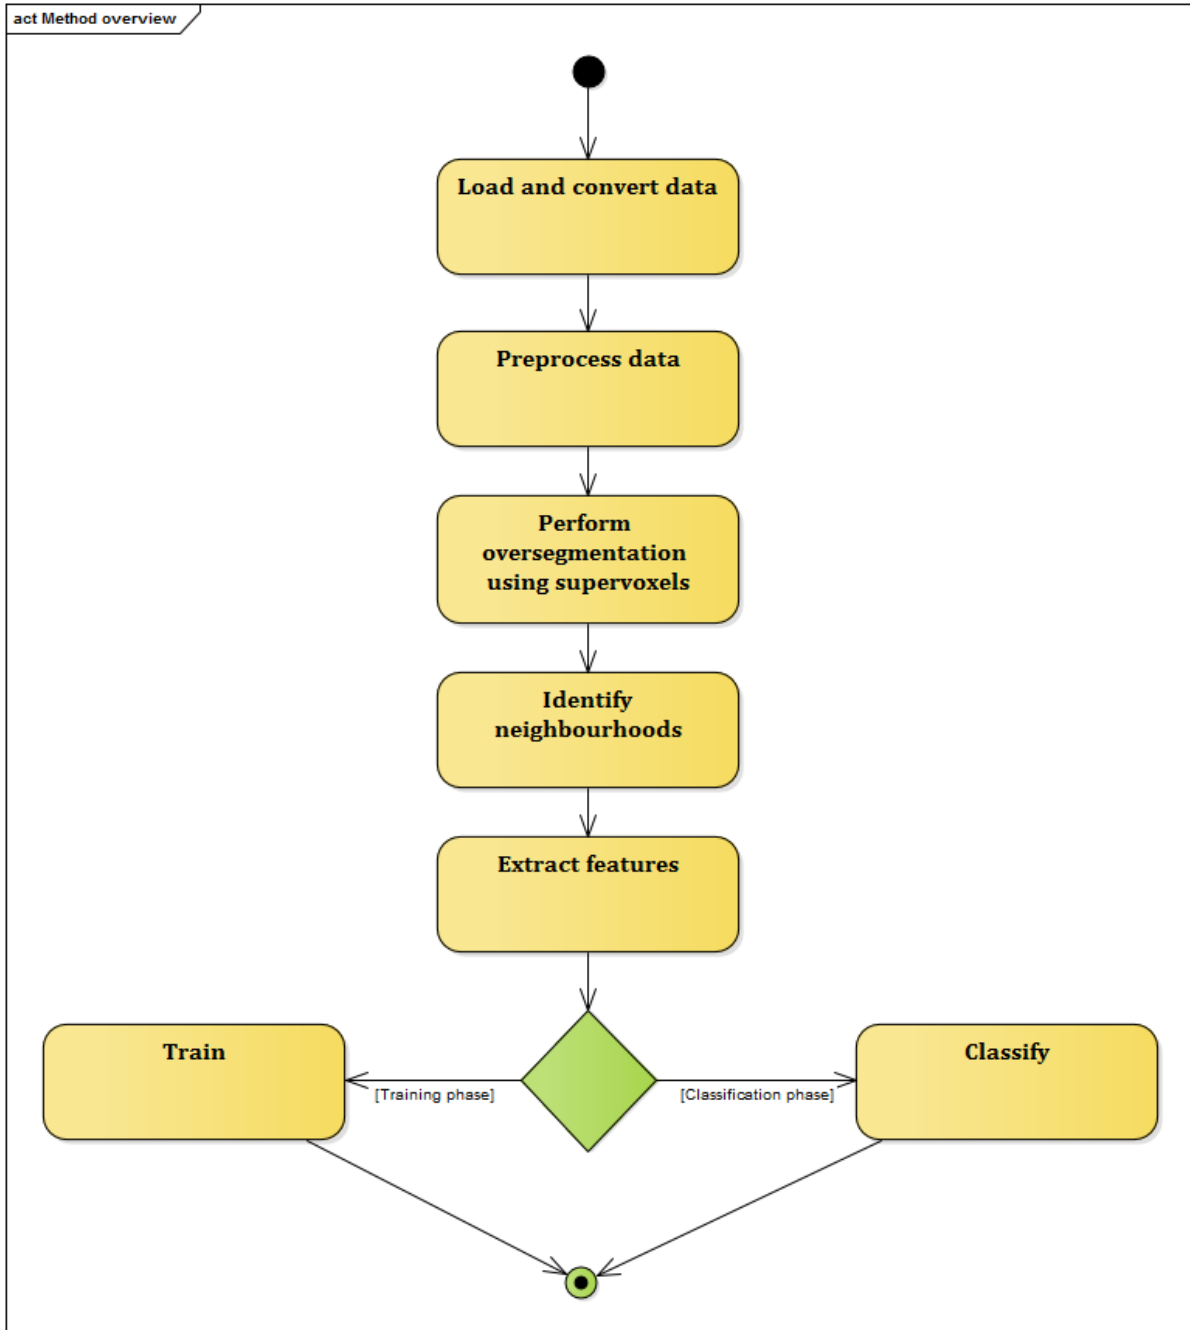 act Method overview
Load and convert data
Preprocess data
Perform
oversegmentation
using supervoxels
Identify
neighbourhoods
Extract features
Train
Classify
[Training phase]
[Classification phase]